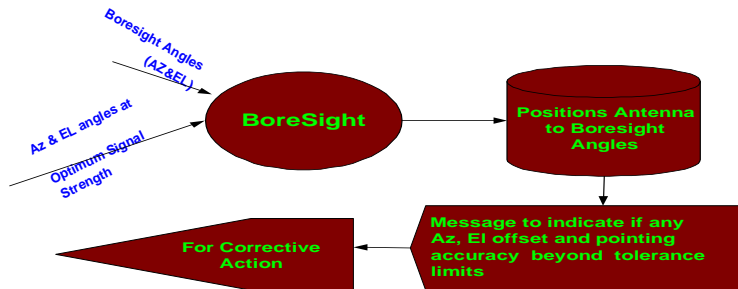 Boresight Angles
(AZ&EL)
Az & EL angles at
Optimum Signal
Strength
BoreSight
Positions Antenna
to Boresight
Angles
Message to indicate if any
Az, El offset and pointing
accuracy beyond tolerance
limits
For Corrective
Action